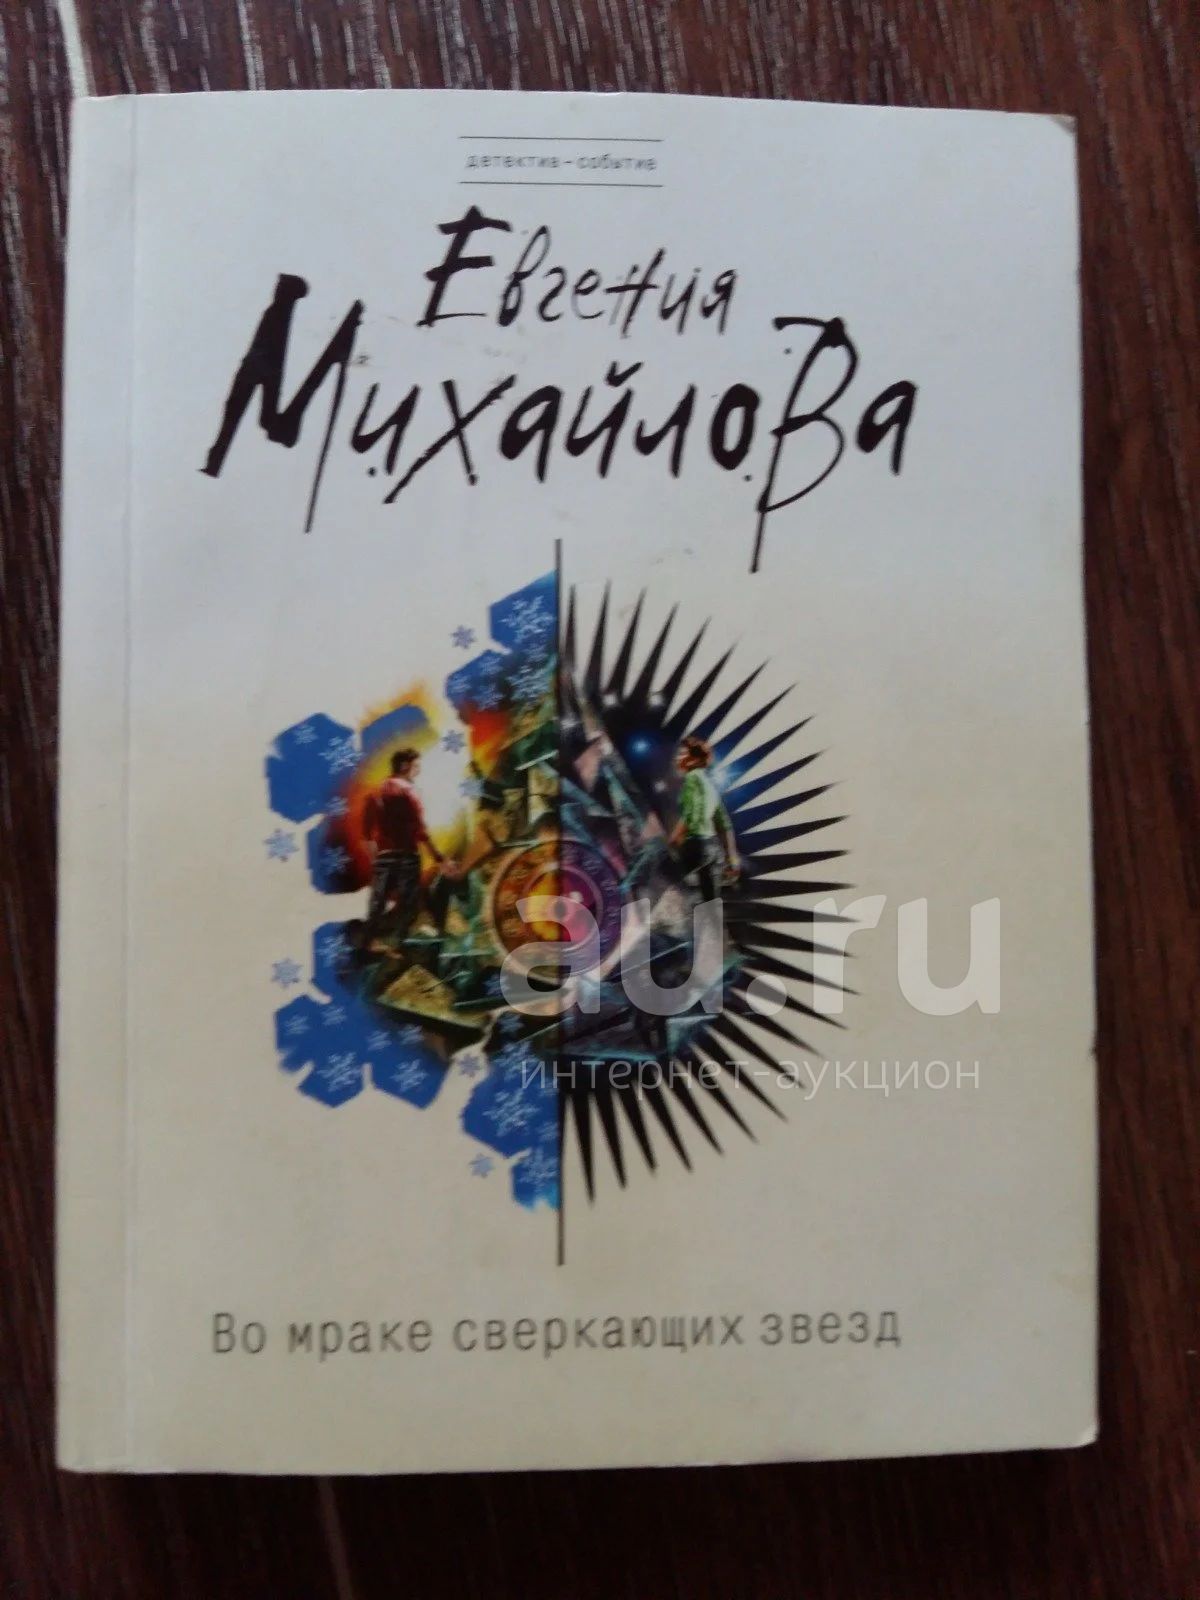 детектив-событие
Евгения
Михайлова
au.ru
интернет-аукцион
Во мраке сверкающих звезд